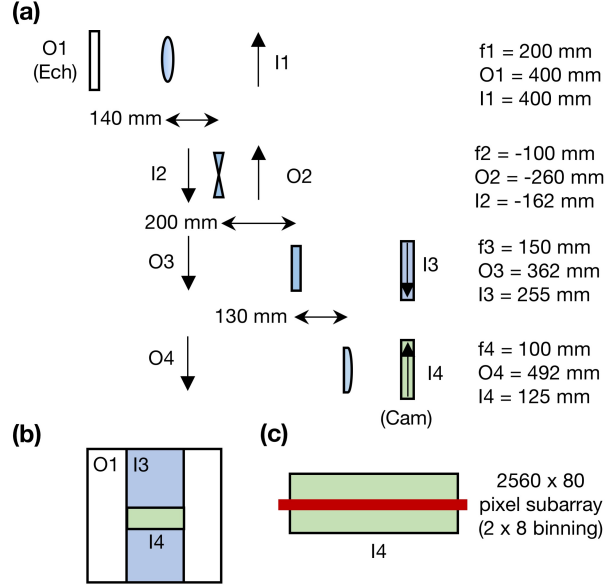 (a)
O1
(Ech)
I1
f1 = 200 mm
O1 = 400 mm
I1 = 400 mm
140 mm
I2
O2
f2 = -100 mm
O2 = -260 mm
I2 = -162 mm
200 mm
O3
I3
f3 = 150 mm
O3 = 362 mm
I3 = 255 mm
130 mm
O4
I4
(Cam)
f4 = 100 mm
O4 = 492 mm
I4 = 125 mm
(b)
O1 I3
I4
(c)
2560 x 80
pixel subarray
(2 x 8 binning)
I4